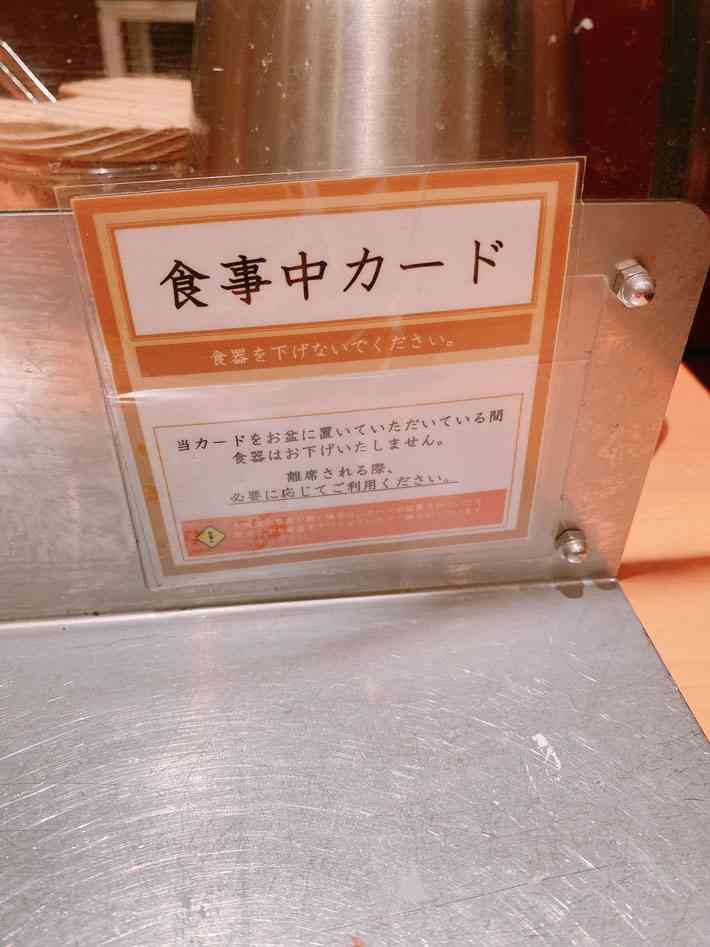 食事中カード
食器を下げないでください。
当カードをお盆に置いていただいている間
食器はお下げいたしません。
離席される際、
必要に応じてご利用ください。